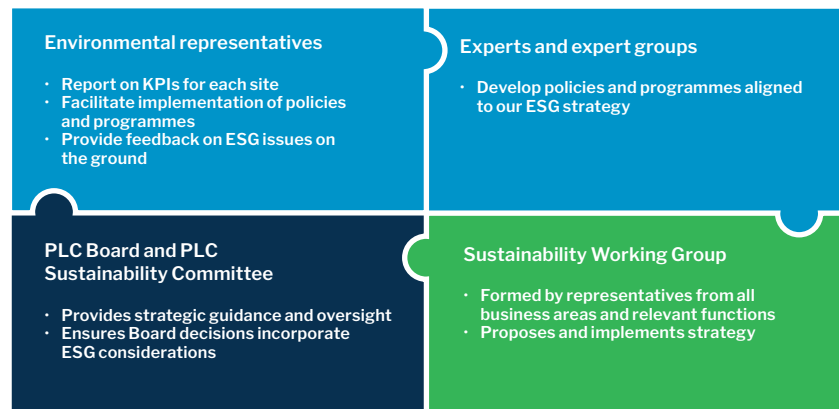 Environmental representatives
• Report on KPIs for each site
• Facilitate implementation of policies
and programmes
• Provide feedback on ESG issues on
the ground
Experts and expert groups
• Develop policies and programmes aligned
to our ESG strategy
PLC Board and PLC
Sustainability Committee
• Provides strategic guidance and oversight
• Ensures Board decisions incorporate
ESG considerations
Sustainability Working Group
• Formed by representatives from all
business areas and relevant functions
• Proposes and implements strategy